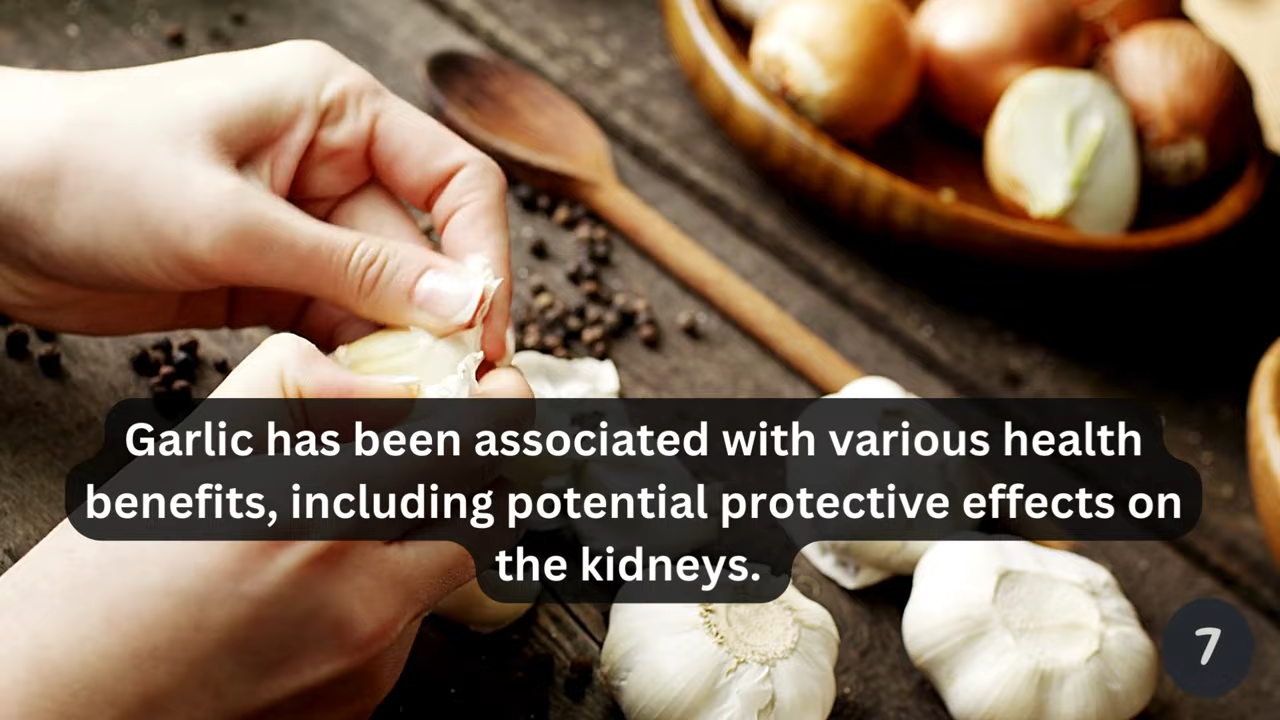 Garlic has been associated with various health
benefits, including potential protective effects on
the kidneys.
7